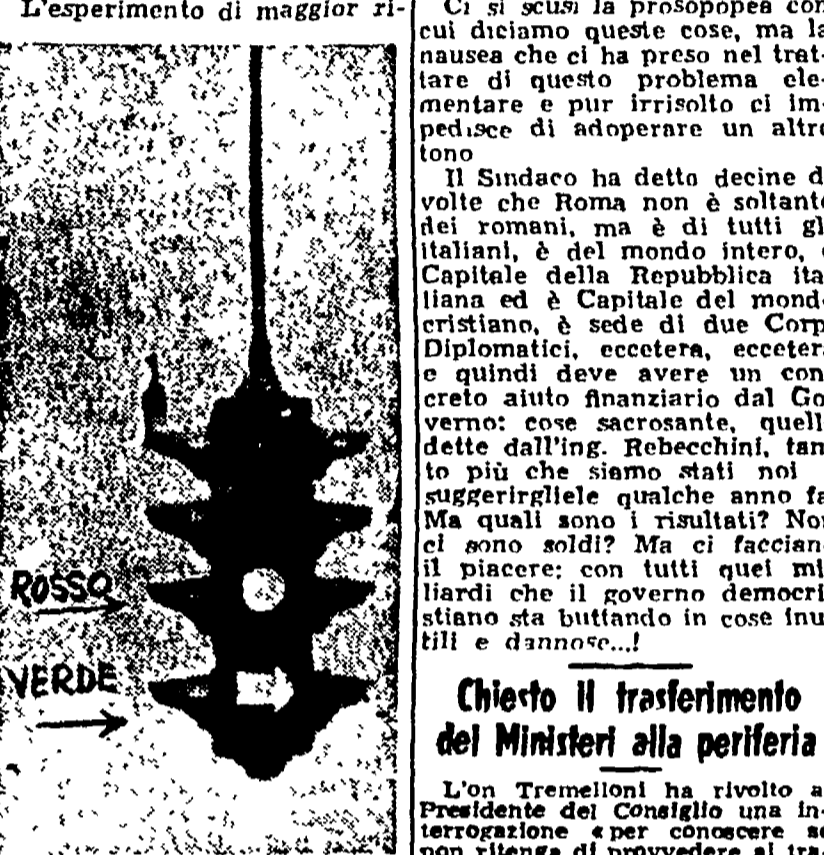 L'esperimento di maggior ri-
ROSSO
VERDE
Ci si scusi la prosopopea con
cui diciamo queste cose, ma la
nausea che ci ha preso nel trat-
tare di questo problema ele-
mentare e pur irrisolto ci im-
pedisce di adoperare un altro
tono
Il Sindaco ha detto decine d
volte che Roma non è soltanto
dei romani, ma è di tutti gl
italiani, è del mondo intero,
Capitale della Repubblica ita
liana ed è Capitale del mond
cristiano, è sede di due Corp
Diplomatici, eccetera, eccetera
e quindi deve avere un con
creto aiuto finanziario dal Go
verno: cose sacrosante, quell
dette dall'ing. Rebecchini, tan
to più che siamo stati noi
suggerirgliele qualche anno fa
Ma quali sono i risultati? Non
ci sono soldi? Ma ci faccian
il piacere: con tutti quei mi
liardi che il governo democri
stiano sta buttando in cose inu
tili e dannose...!
Chiesto il trasferimento
dei Ministeri alla periferia
L'on Tremelloni ha rivolto a
Presidente del Consiglio una in-
terrogazione « per conoscere se
non ritenga di provvedere al tra-